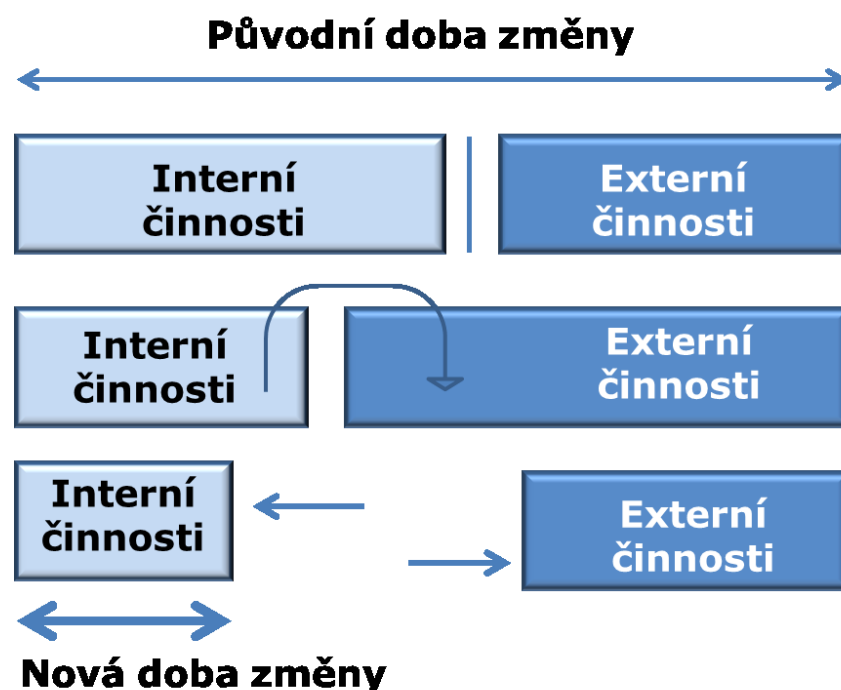 Původní doba změny
Interní
činnosti
Externí
činnosti
Interní
činnosti
Externí
činnosti
Interní
činnosti
Externí
činnosti
Nová doba změny